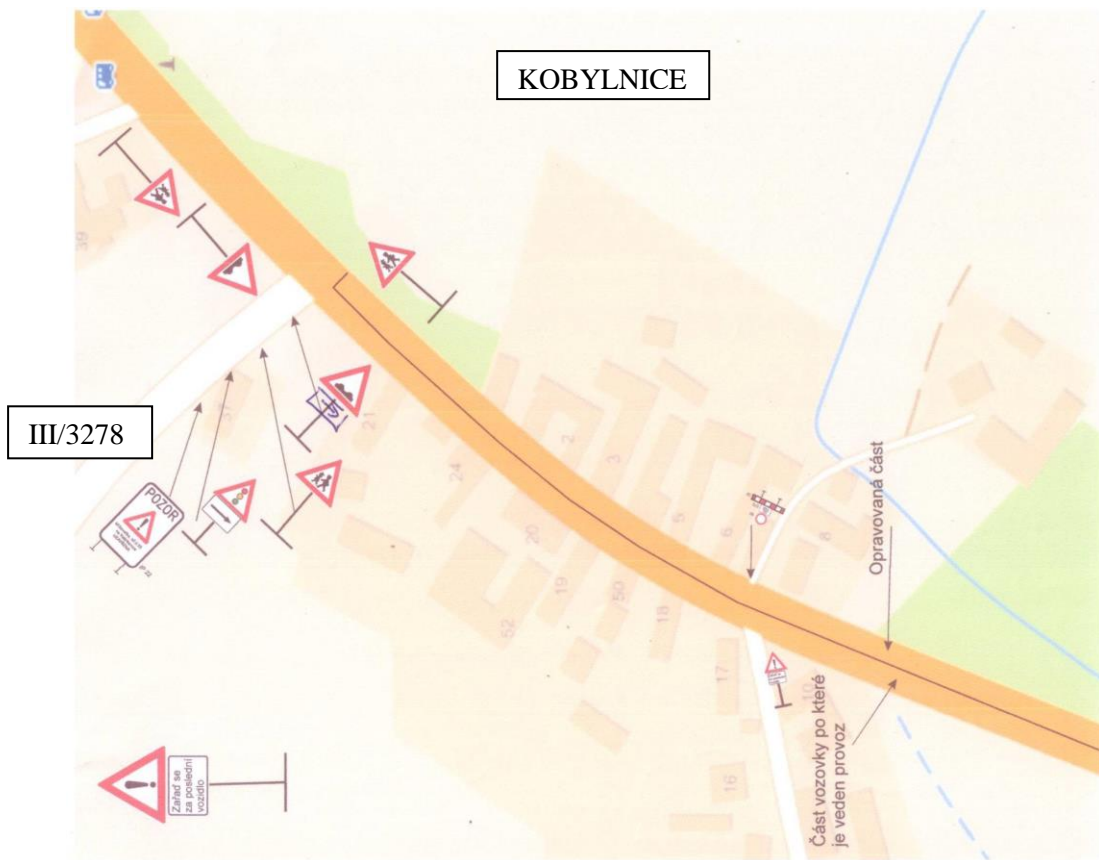 KOBYLNICE
39
III/3278
37
21
24
2
3
20
5
6
8
19
50
18
52
17
10
16
POZOR
Opravovaná část
Část vozovky po které
je veden provoz
Zařaď se
za poslední
vozidlo